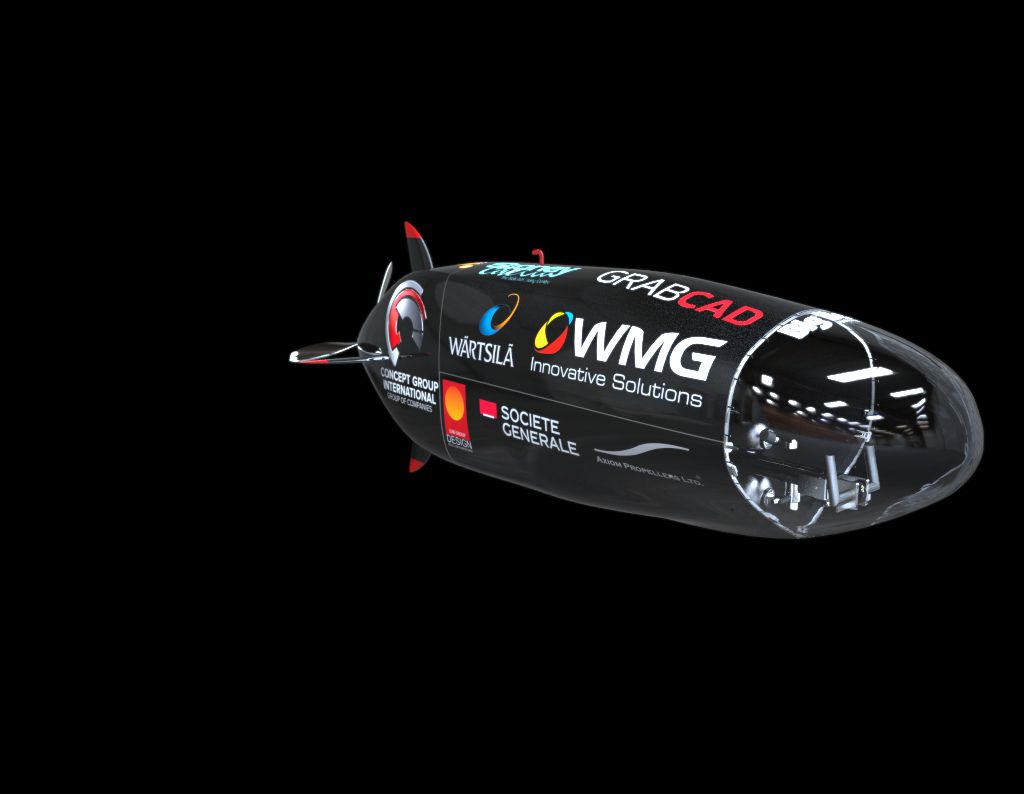 GRABCAD
WÄRTSILÄ
WMG
Innovative Solutions
CONCEPT GROUP
INTERNATIONAL
GROUP OF COMPANIES
DESIGN
SOCIETE
GENERALE
AXIOM PROPELLERS LTD.